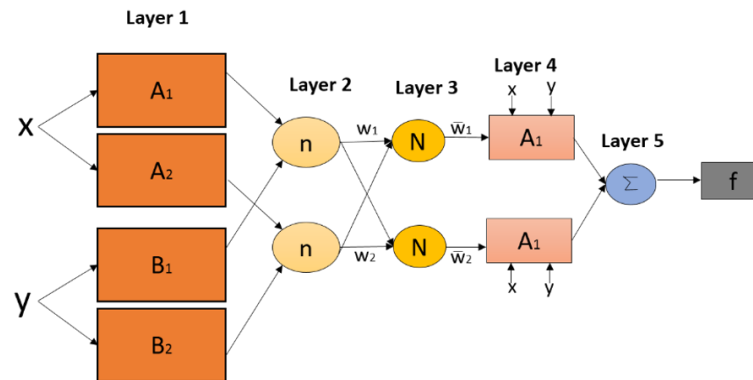 Layer 1
Layer 2
Layer 3
Layer 4
Layer 5
x
A1
A2
y
B1
B2
n
n
w1
w2
N
N
w̅1
w̅2
x y
A1
A1
x y
Σ
f